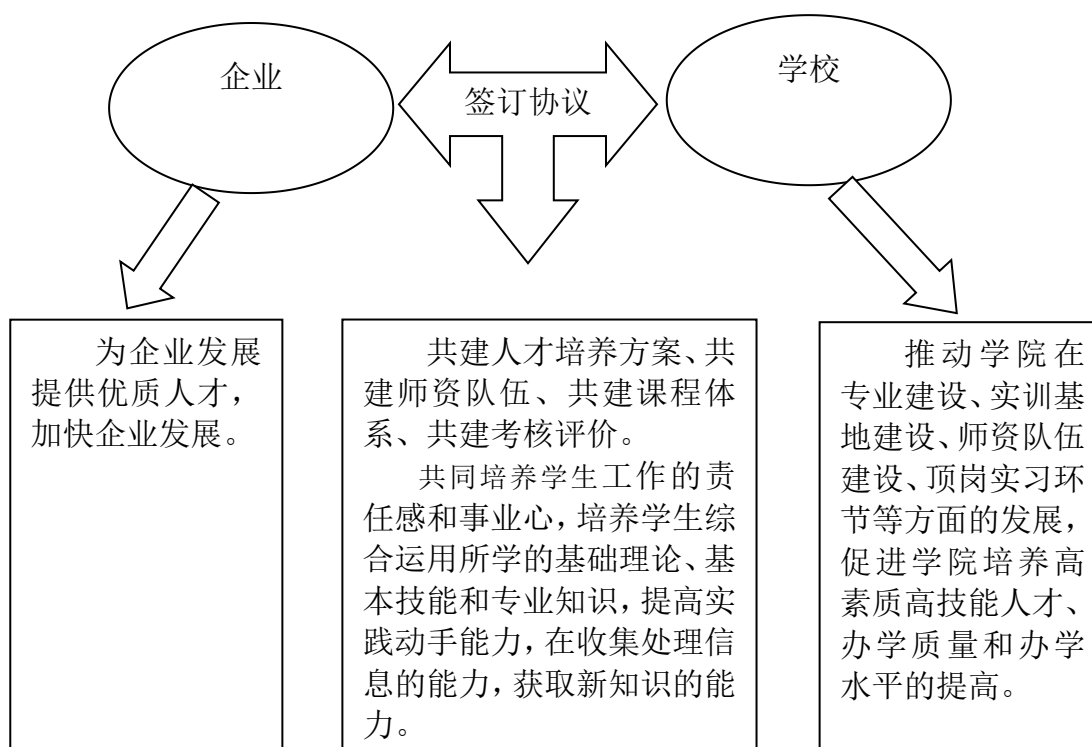 企业
签订协议
学校
为企业发展
提供优质人才，
加快企业发展。
共建人才培养方案、共
建师资队伍、共建课程体
系、共建考核评价。
共同培养学生工作的责
任感和事业心，培养学生综
合运用所学的基础理论、基
本技能和专业知识，提高实
践动手能力，在收集处理信
息的能力，获取新知识的能
力。
推动学院在
专业建设、实训基
地建设、师资队伍
建设、顶岗实习环
节等方面的发展，
促进学院培养高
素质高技能人才、
办学质量和办学
水平的提高。